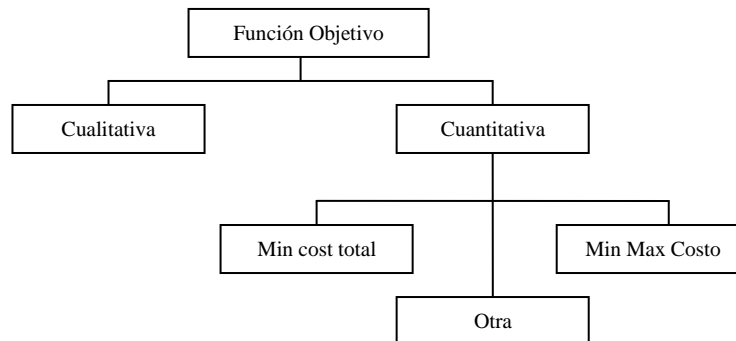 Función Objetivo
Cualitativa
Cuantitativa
Min cost total
Min Max Costo
Otra